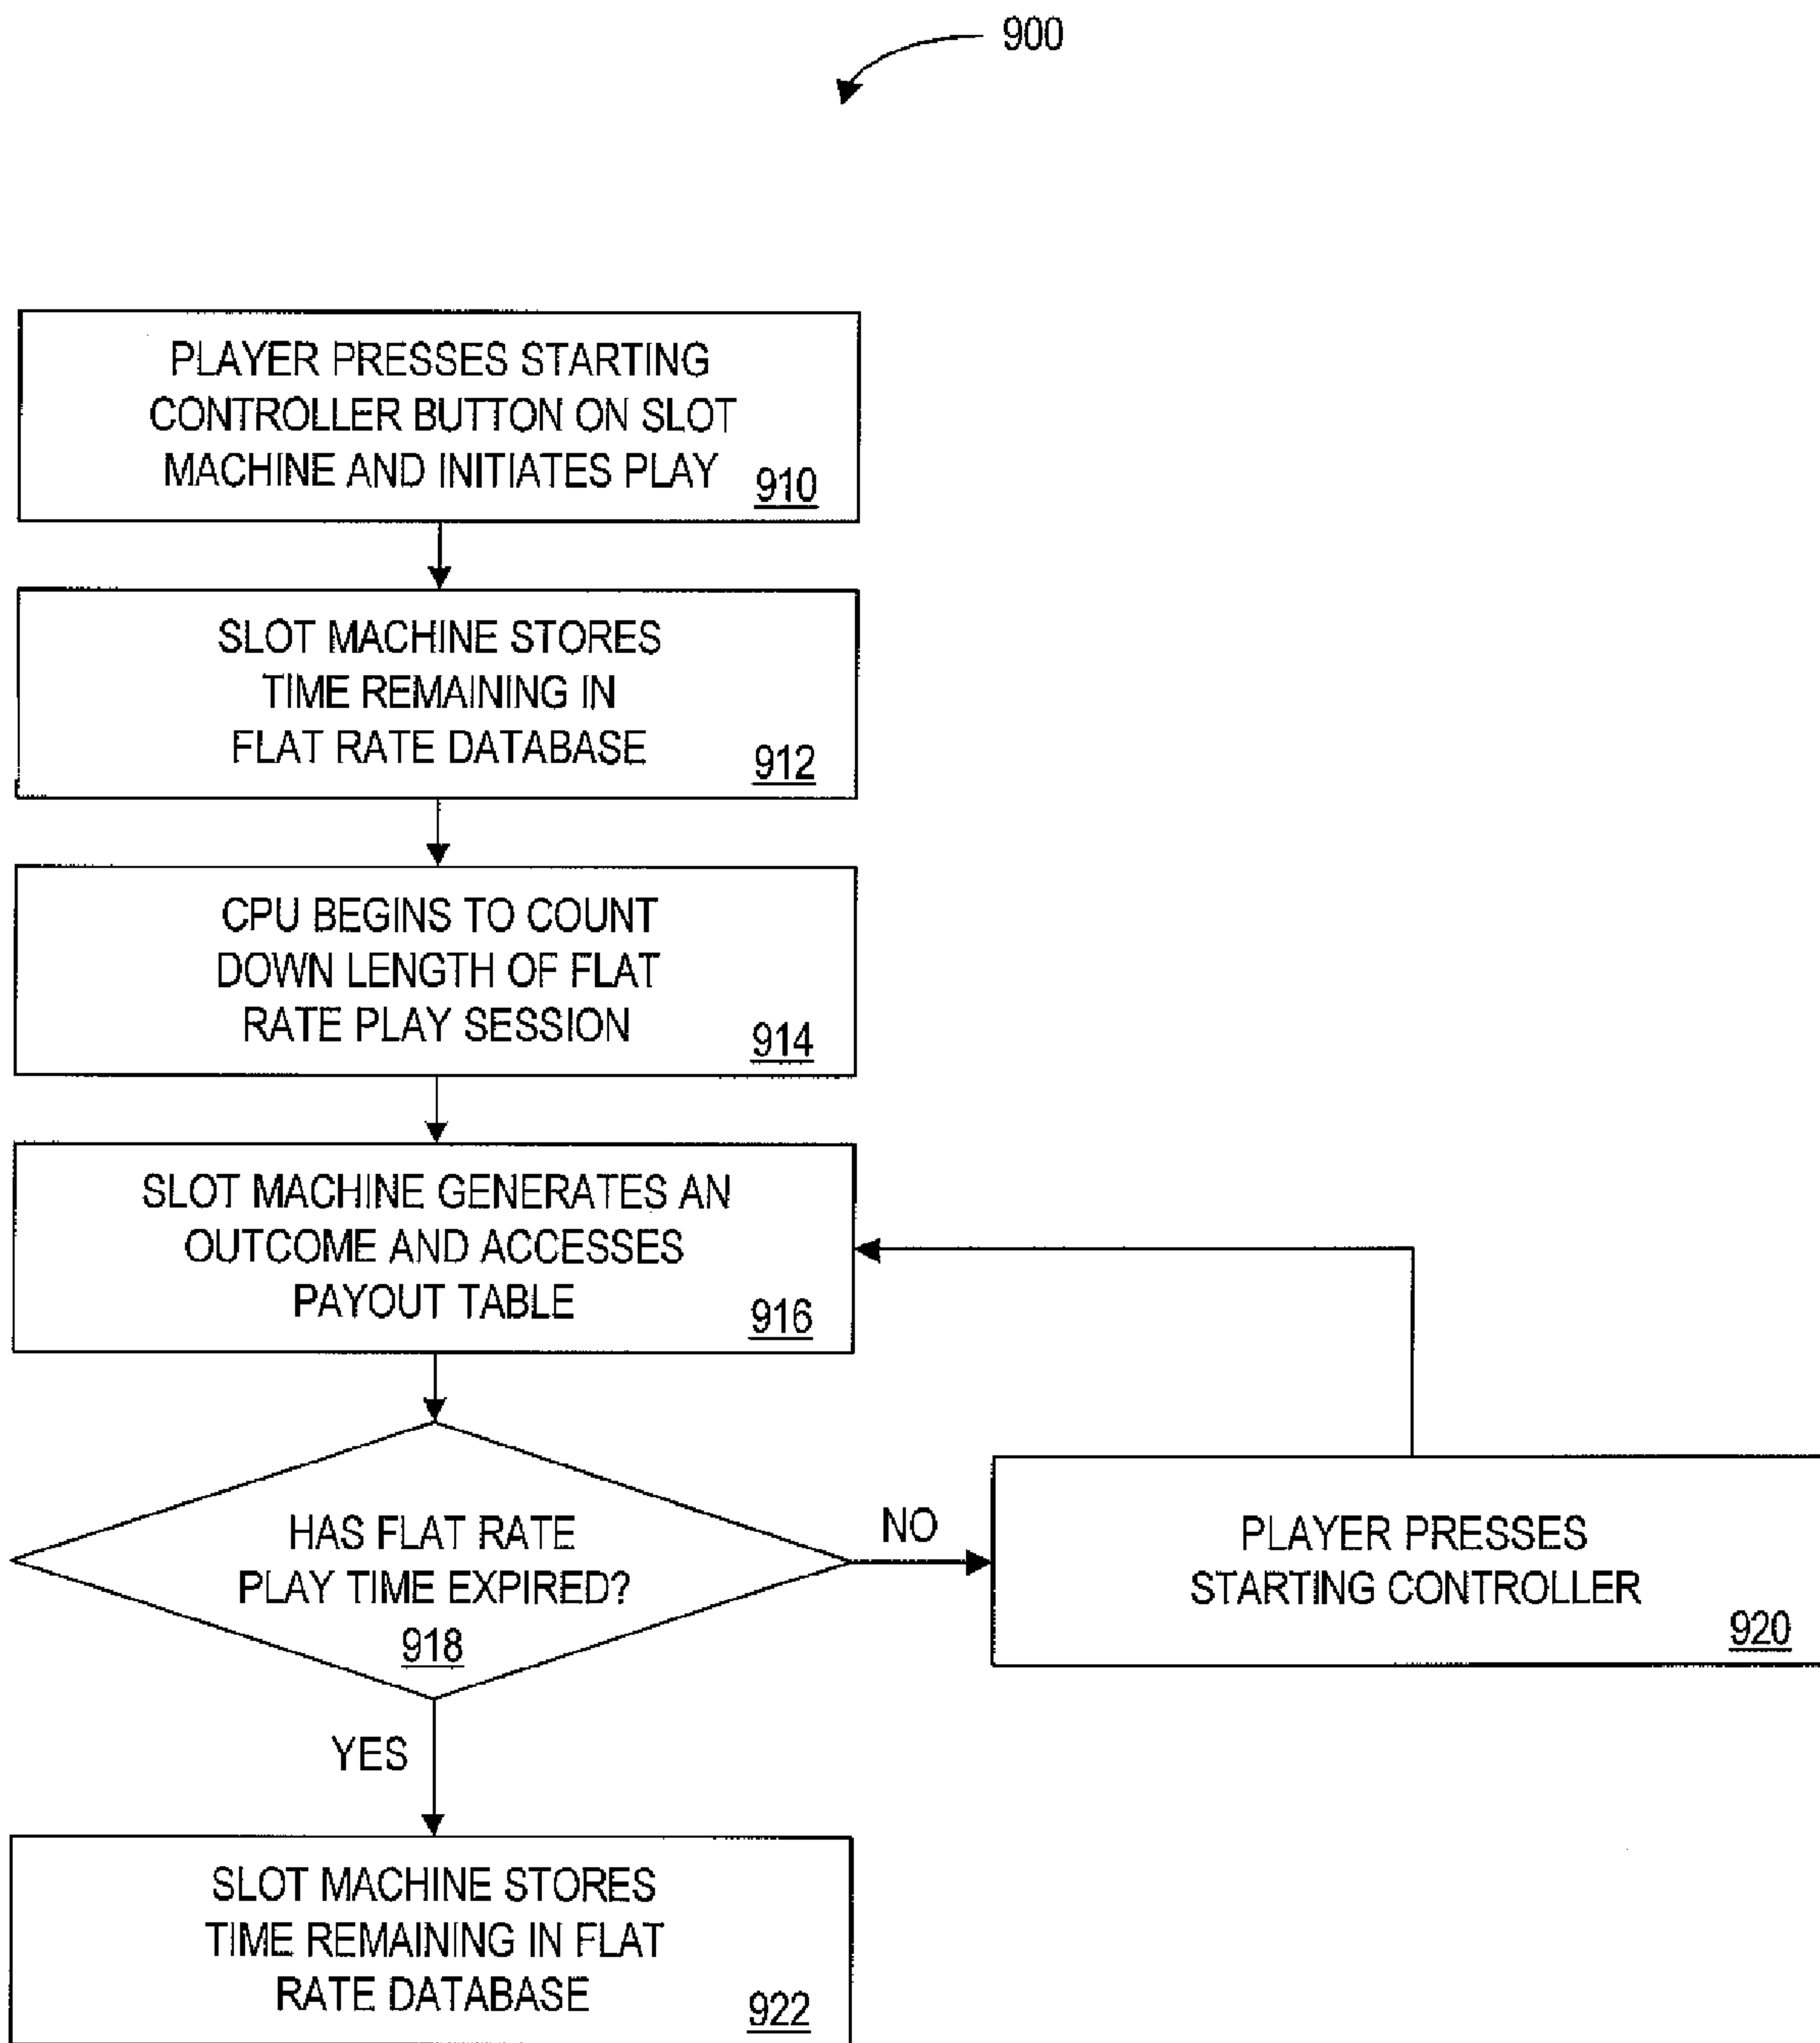 900
PLAYER PRESSES STARTING
CONTROLLER BUTTON ON SLOT
MACHINE AND INITIATES PLAY
910
SLOT MACHINE STORES
TIME REMAINING IN
FLAT RATE DATABASE
912
CPU BEGINS TO COUNT
DOWN LENGTH OF FLAT
RATE PLAY SESSION
914
SLOT MACHINE GENERATES AN
OUTCOME AND ACCESSES
PAYOUT TABLE
916
HAS FLAT RATE
PLAY TIME EXPIRED?
918
NO
PLAYER PRESSES
STARTING CONTROLLER
920
YES
SLOT MACHINE STORES
TIME REMAINING IN FLAT
RATE DATABASE
922